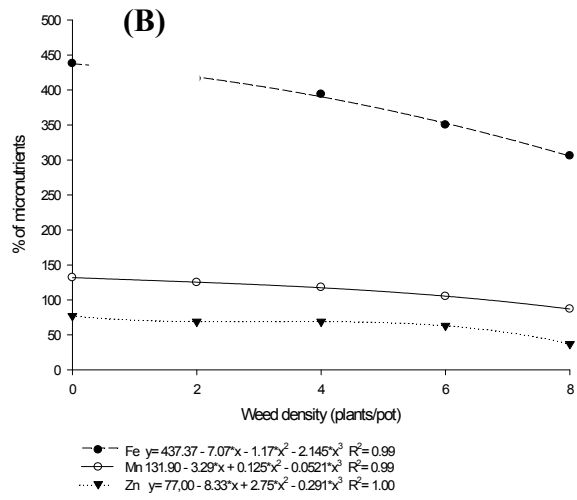 (B)
500
450
400
350
300
250
200
150
100
50
0
% of micronutrients
0 2 4 6 8
Weed density (plants/pot)
Fe y= 437.37 - 7.07*x - 1.17*x² - 2.145*x³ R²= 0.99
Mn 131.90 - 3.29*x + 0.125*x² - 0.0521*x³ R²= 0.99
Zn y= 77,00 - 8.33*x + 2.75*x² - 0.291*x³ R²= 1.00